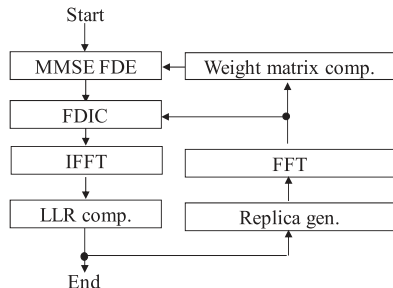 Start
MMSE FDE
Weight matrix comp.
FDIC
IFFT
FFT
LLR comp.
Replica gen.
End